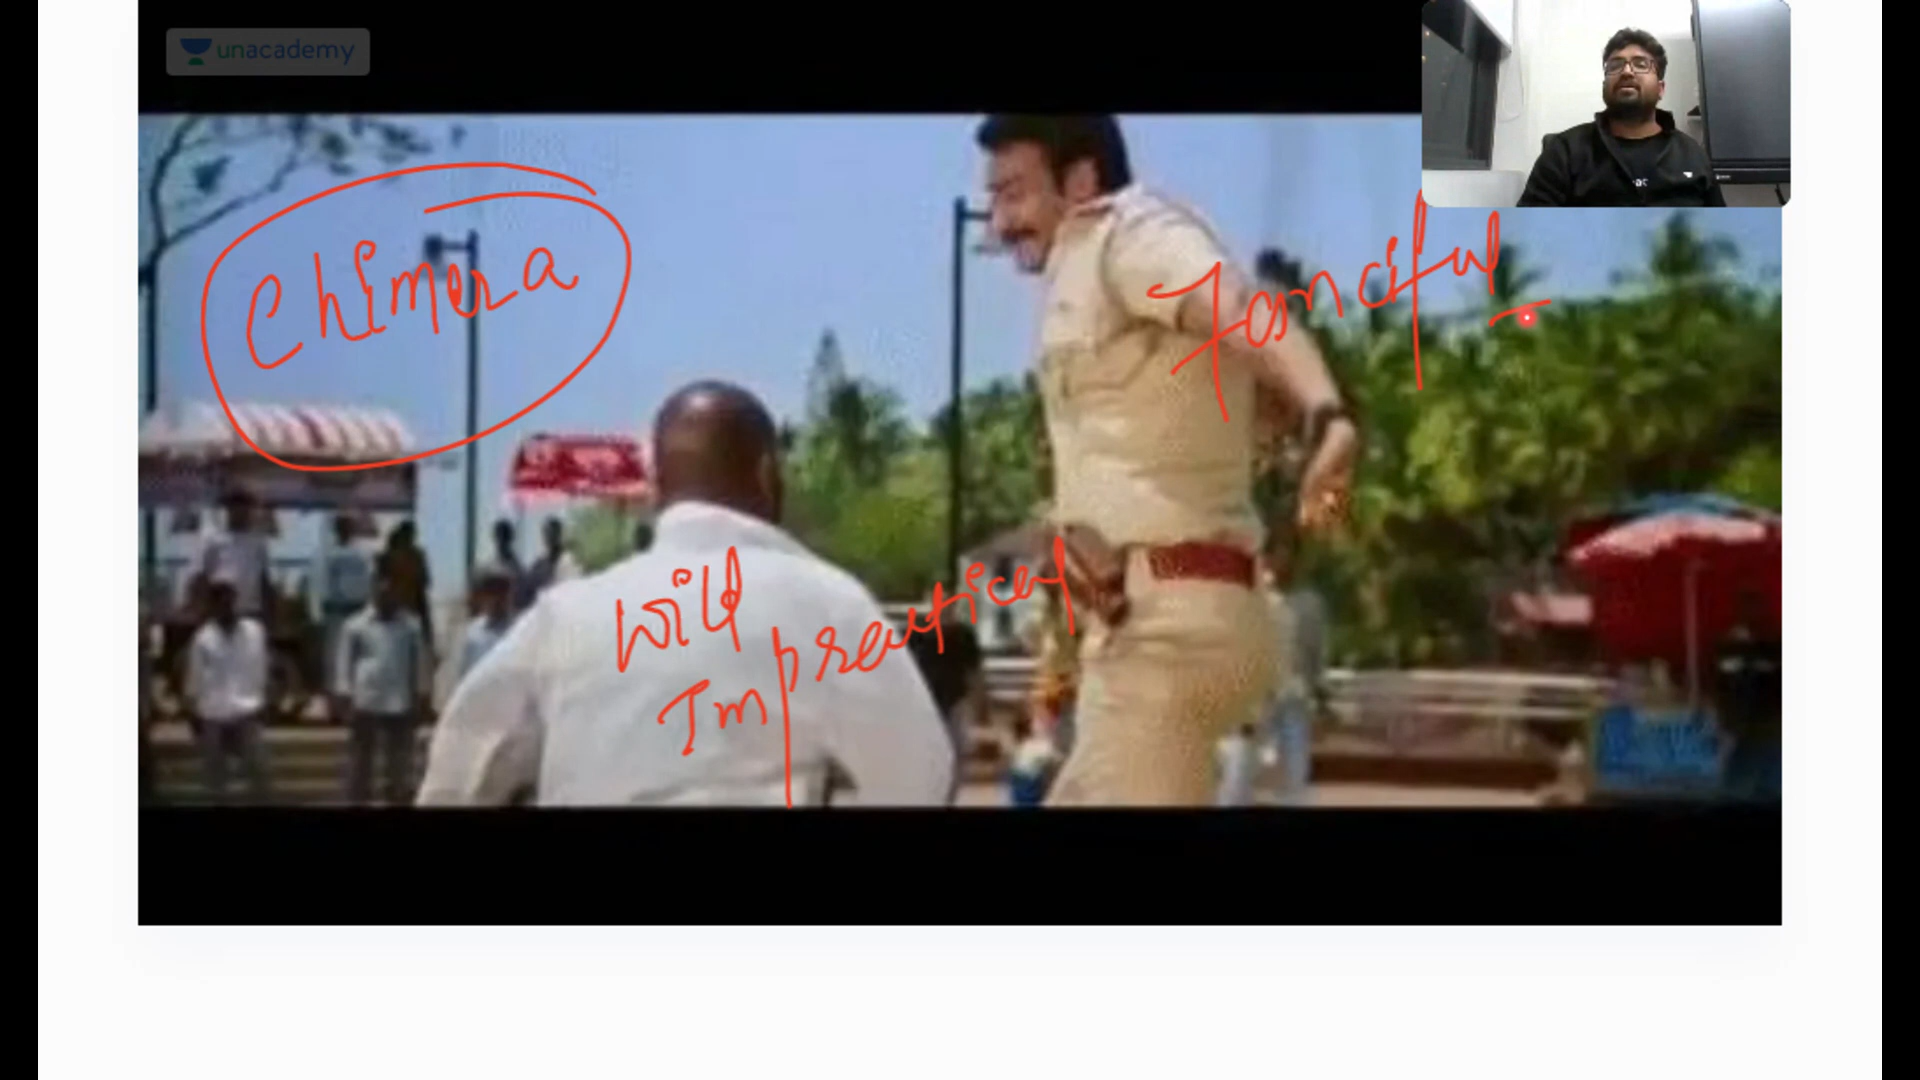 unacademy
Chimera
Fanciful
Wild
Impractical